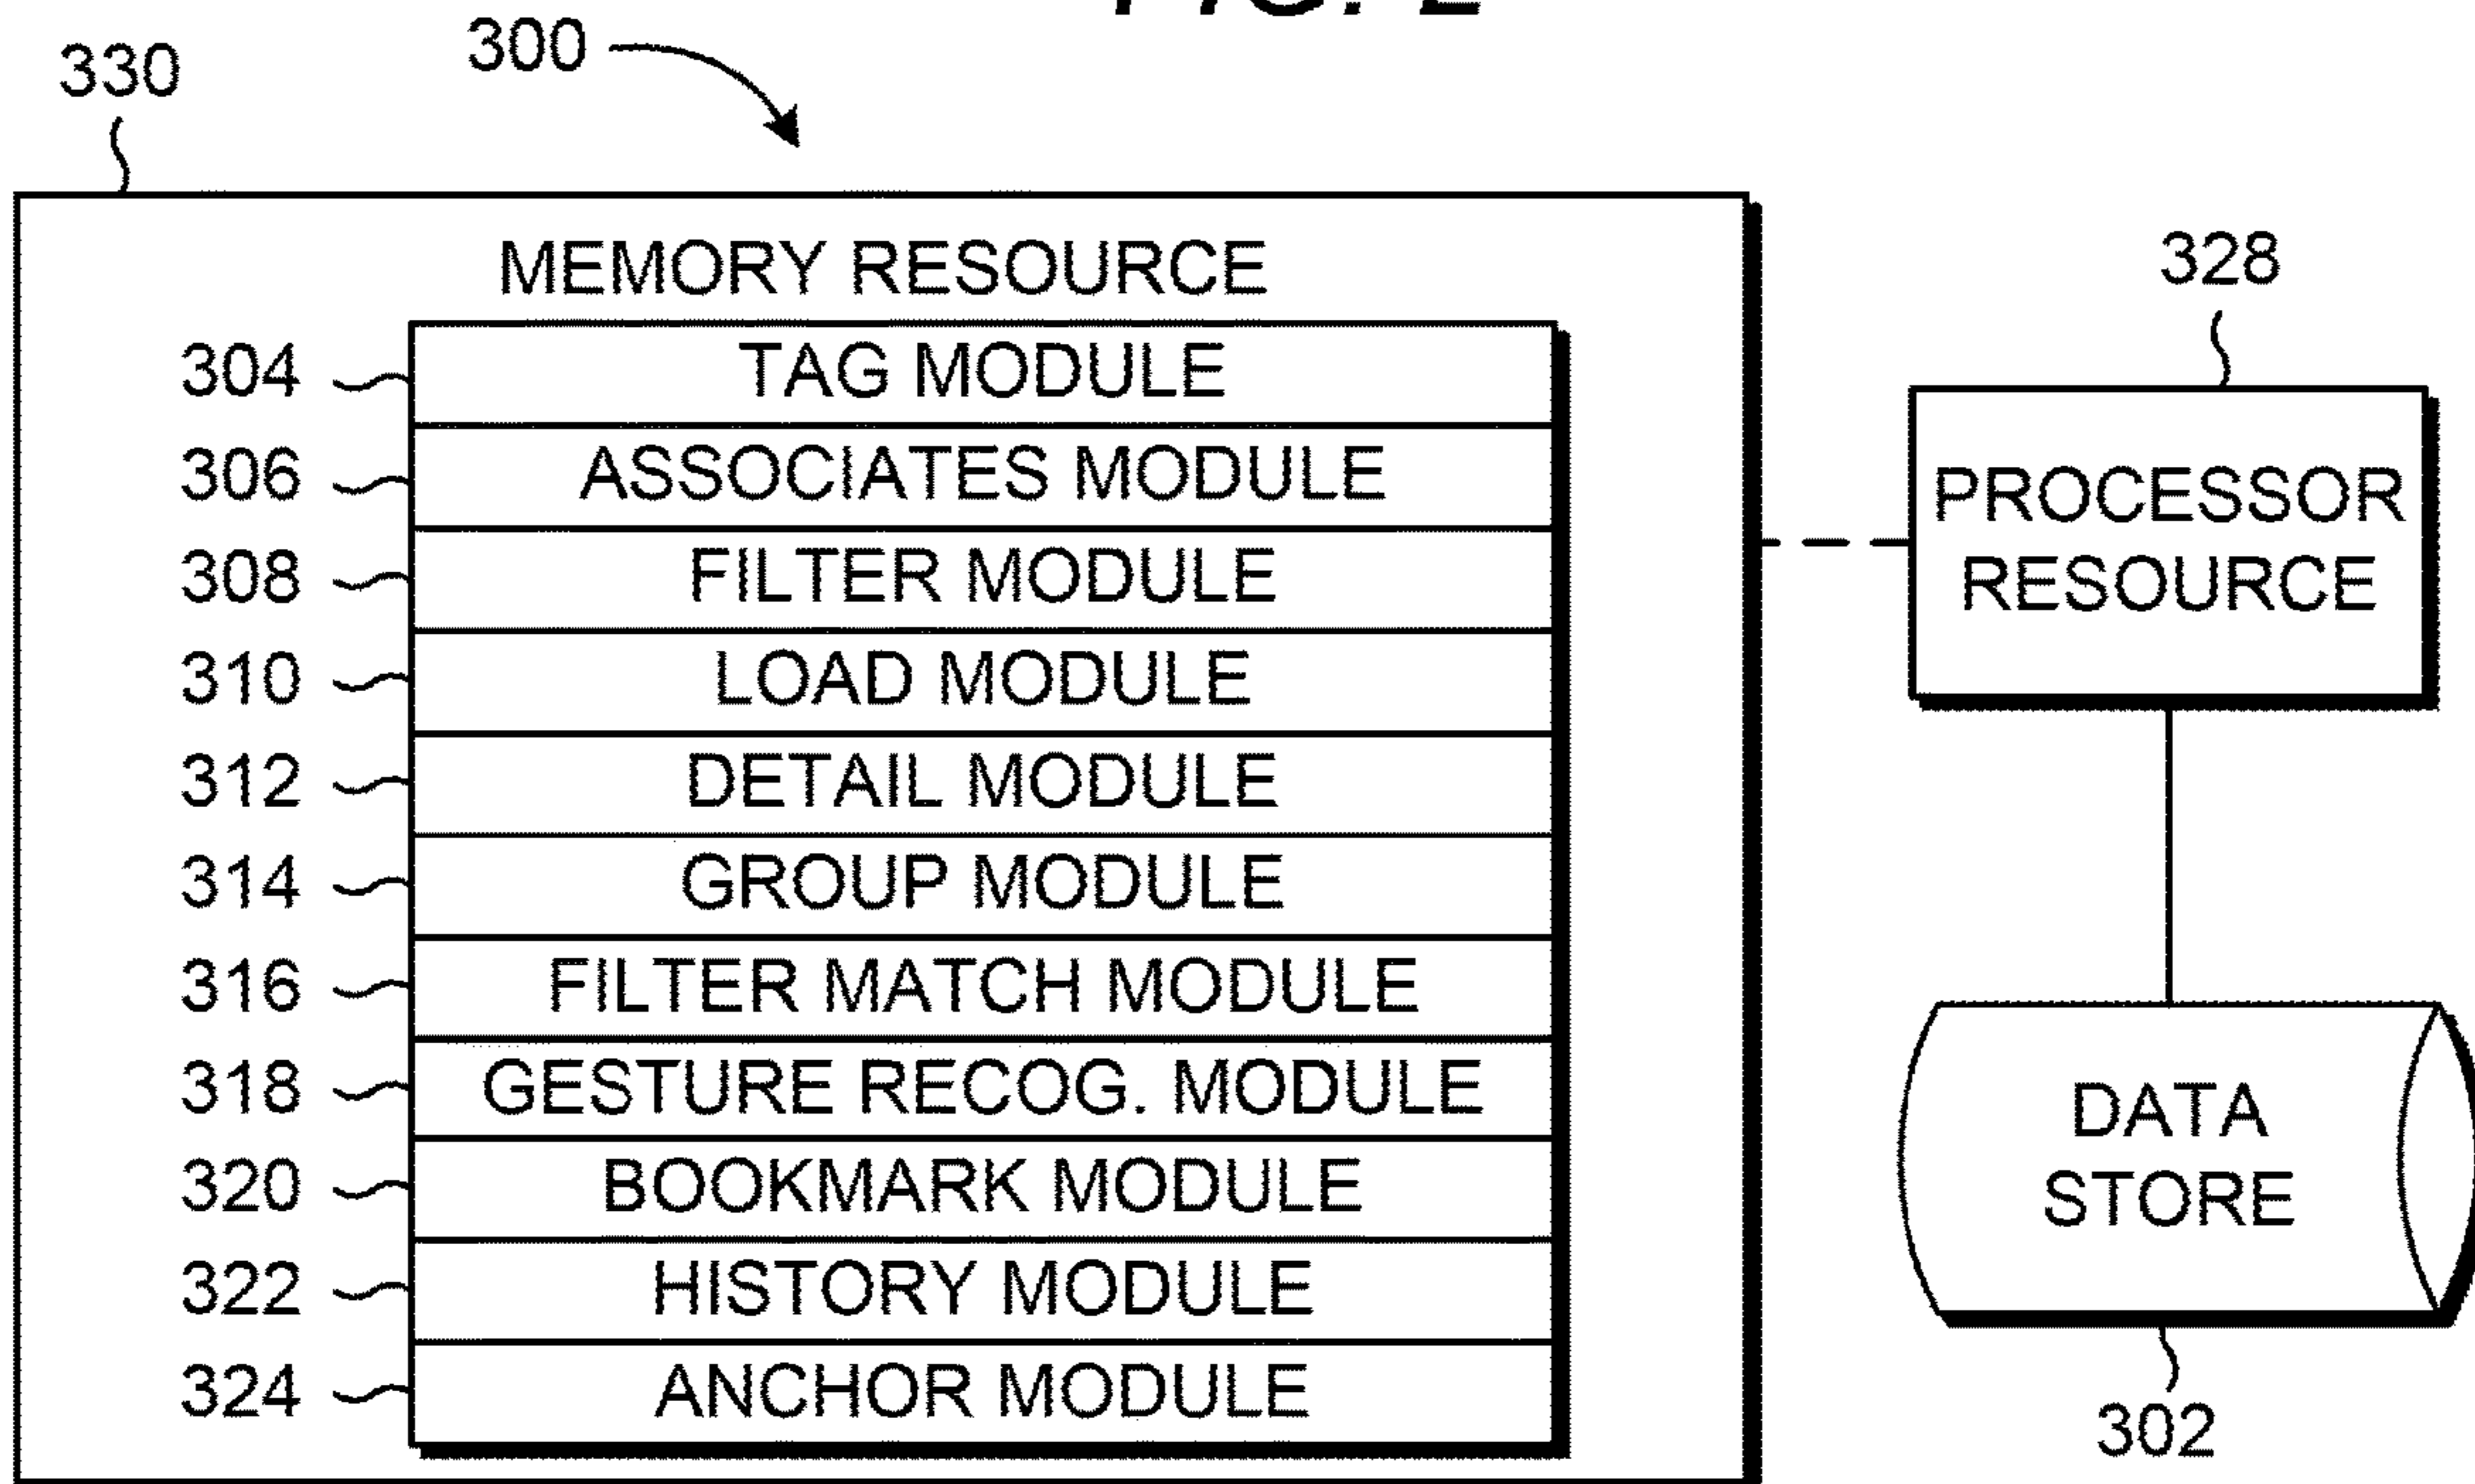 FIG. 2
330
300
MEMORY RESOURCE
304 TAG MODULE
306 ASSOCIATES MODULE
308 FILTER MODULE
310 LOAD MODULE
312 DETAIL MODULE
314 GROUP MODULE
316 FILTER MATCH MODULE
318 GESTURE RECOG. MODULE
320 BOOKMARK MODULE
322 HISTORY MODULE
324 ANCHOR MODULE
328
PROCESSOR
RESOURCE
DATA
STORE
302